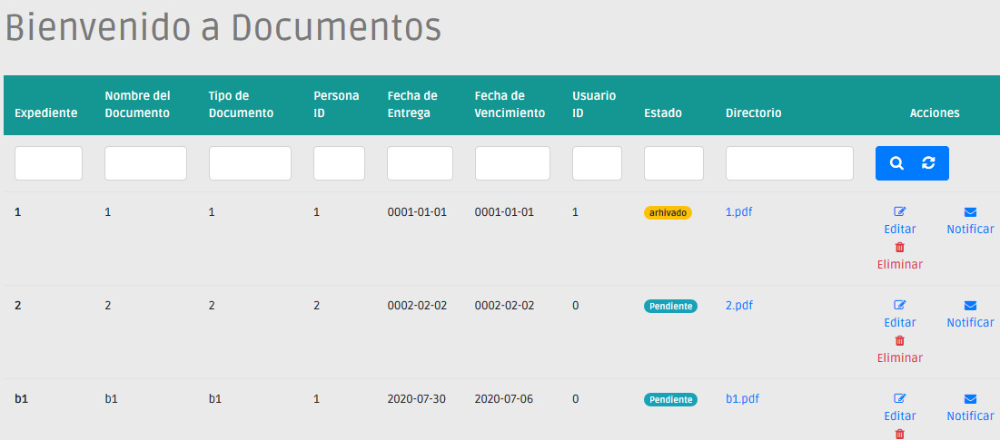 Bienvenido a Documentos
Expediente Nombre del Documento Tipo de Documento Persona ID Fecha de Entrega Fecha de Vencimiento Usuario ID Estado Directorio Acciones
1 1 1 1 0001-01-01 0001-01-01 1 arhivado 1.pdf Editar Notificar
Eliminar
2 2 2 2 0002-02-02 0002-02-02 0 Pendiente 2.pdf Editar Notificar
Eliminar
b1 b1 b1 1 2020-07-30 2020-07-06 0 Pendiente b1.pdf Editar Notificar